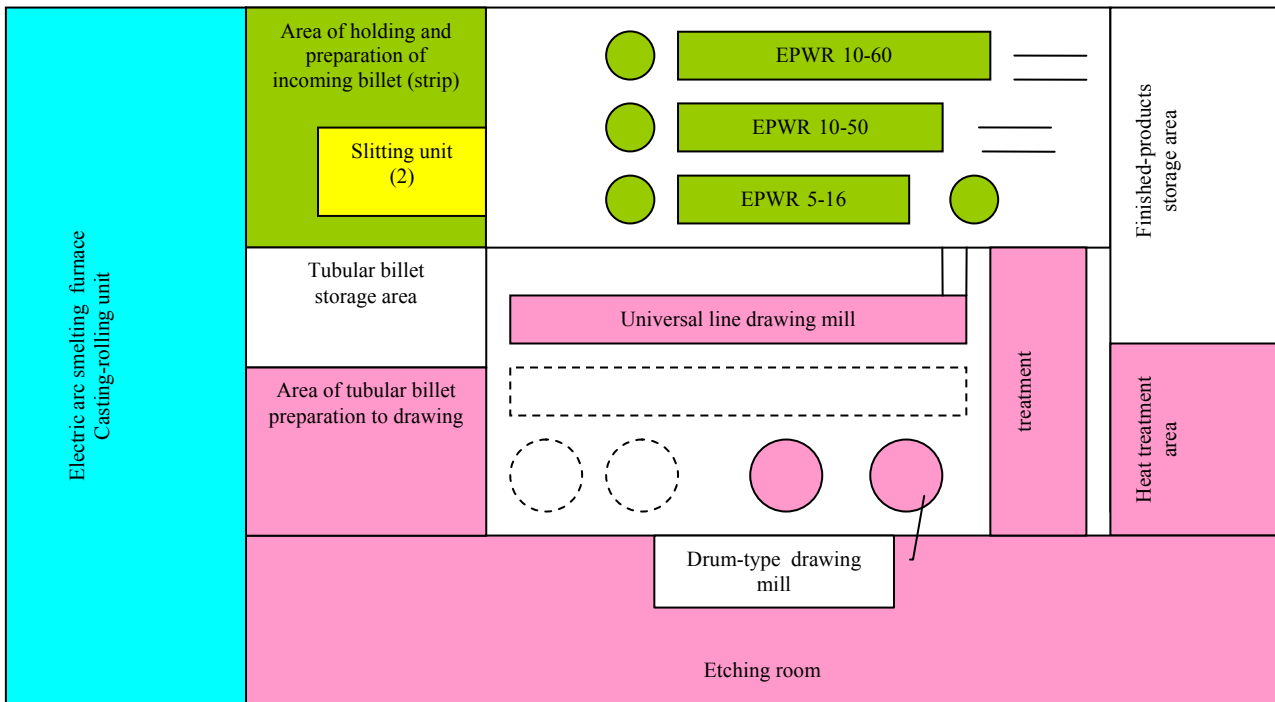 Electric arc smelting furnace
Casting-rolling unit
Area of holding and
preparation of
incoming billet (strip)
Slitting unit
(2)
EPWR 10-60
EPWR 10-50
EPWR 5-16
Finished-products
storage area
Tubular billet
storage area
Universal line drawing mill
Area of tubular billet
preparation to drawing
treatment
Heat treatment
area
Drum-type drawing
mill
Etching room